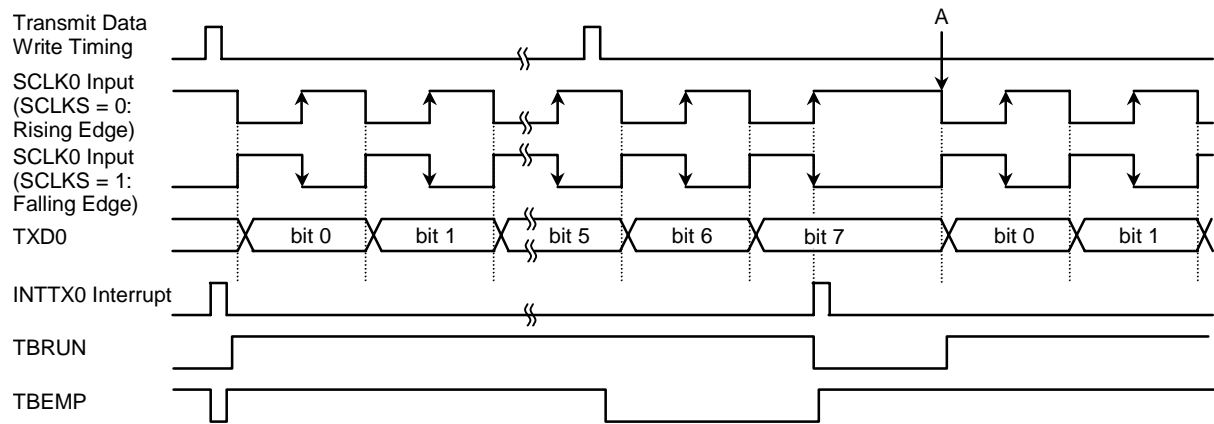 Transmit Data
Write Timing
A
SCLK0 Input
(SCLKS = 0:
Rising Edge)
SCLK0 Input
(SCLKS = 1:
Falling Edge)
TXD0
bit 0
bit 1
bit 5
bit 6
bit 7
bit 0
bit 1
INTTX0 Interrupt
TBRUN
TBEMP